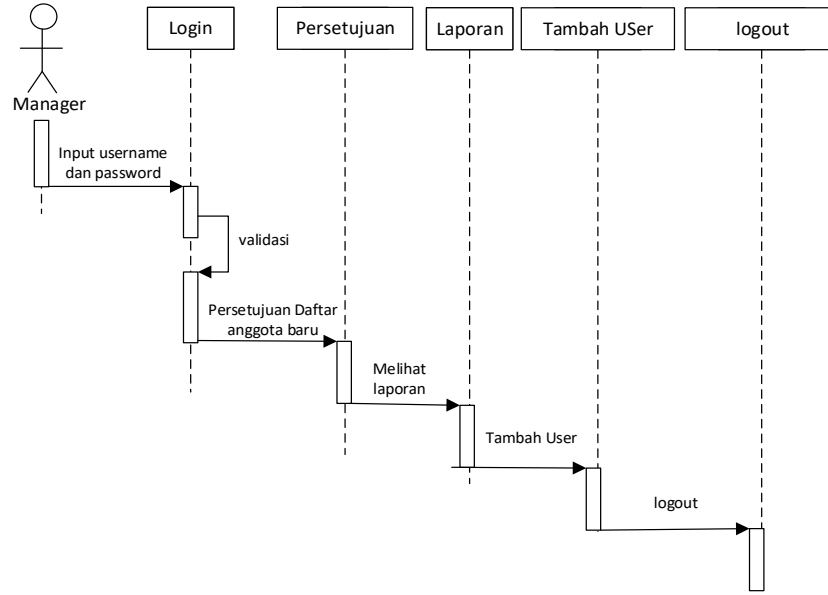 Login
Persetujuan
Laporan
Tambah USer
logout
Manager
Input username
dan password
validasi
Persetujuan Daftar
anggota baru
Melihat
laporan
Tambah User
logout